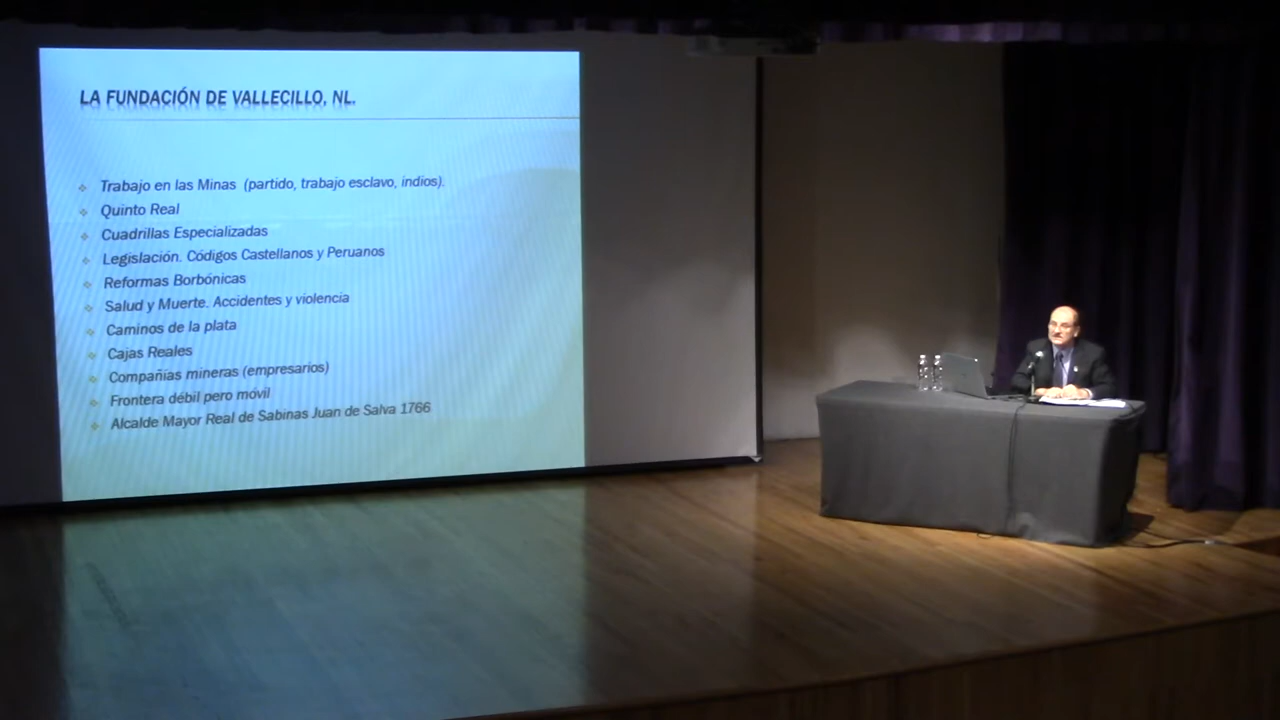 LA FUNDACIÓN DE VALLECILLO, NL.
Trabajo en las Minas (partido, trabajo esclavo, indios).
Quinto Real
Cuadrillas Especializadas
Legislación. Códigos Castellanos y Peruanos
Reformas Borbónicas
Salud y Muerte. Accidentes y violencia
Caminos de la plata
Cajas Reales
Compañias mineras (empresarios)
Frontera débil pero móvil
Alcalde Mayor Real de Sabinas Juan de Salva 1766